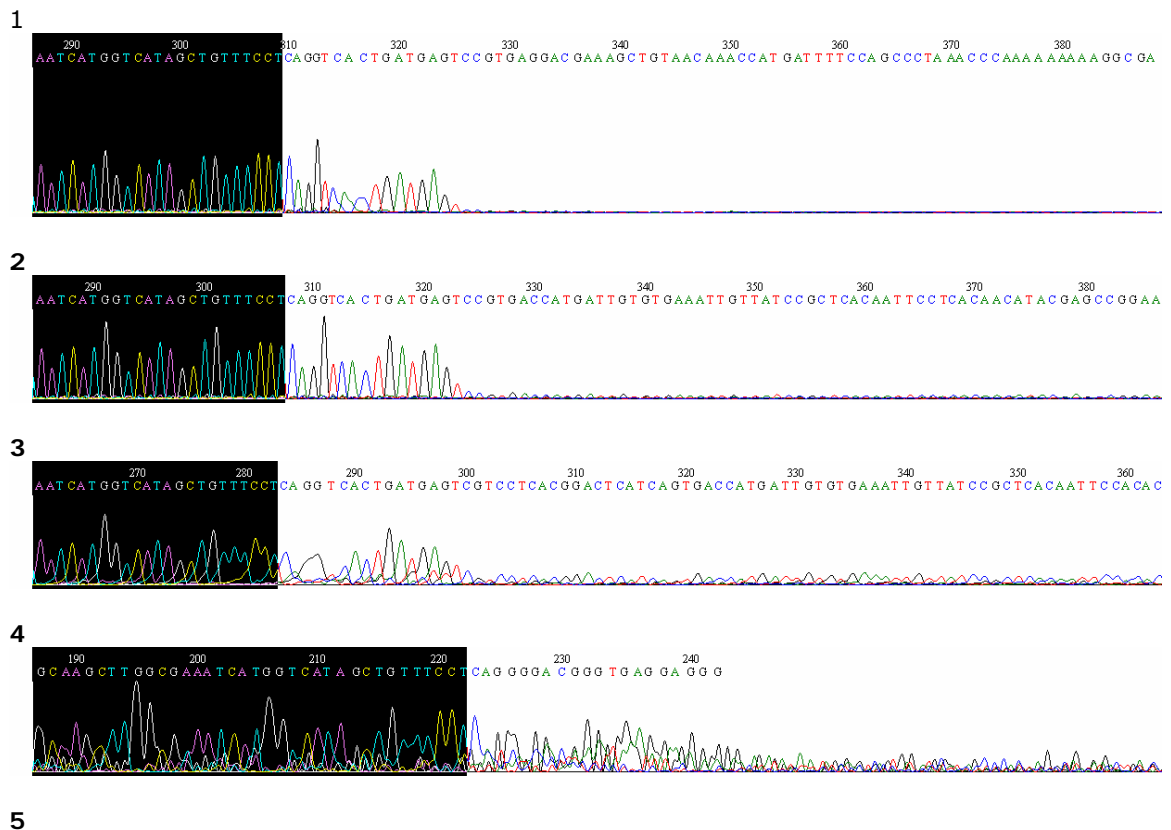 1
290 300 310 320 330 340 350 360 370 380
AATCATGGTCATAGCTGTTTCCTCAGGTCACTGATGAGTCCGTGAGGACGAAAGCTGTAACAAACCATGATTTTCCAGCCCTAAACCCAAAAAAAAAGGCGA
2
290 300 310 320 330 340 350 360 370 380
AATCATGGTCATAGCTGTTTCCTCAGGTCACTGATGAGTCCGTGACCATGATTGTGTGAAATTGTTATCCGCTCACAATTCCTCACAACATACGAGCCGGAA
3
270 280 290 300 310 320 330 340 350 360
AATCATGGTCATAGCTGTTTCCTCAGGTCACTGATGAGTCGTCCTCACGGACTCATCAGTGACCATGATTGTGTGAAATTGTTATCCGCTCACAATTCCACAC
4
190 200 210 220 230 240
GCAAGCTTGGCGAAATCATGGTCATAGCTGTTTCCTCAGGGGACGGGTGAGGAGGG
5